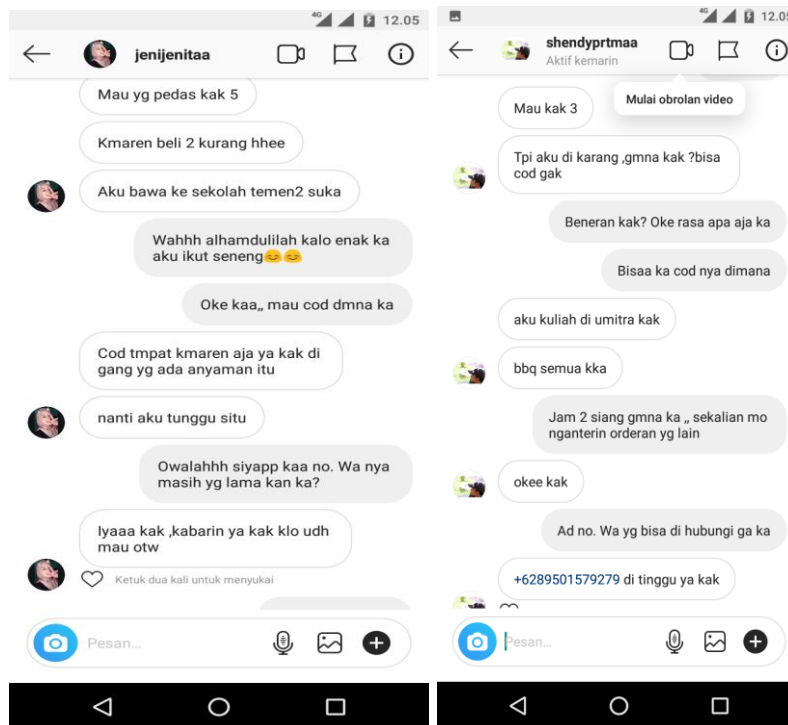 4G 12.05
jenijenitaa
Mau yg pedas kak 5
Kmaren beli 2 kurang hhee
Aku bawa ke sekolah temen2 suka
Wahhh alhamdulilah kalo enak ka
aku ikut seneng😊😊
Oke kaa,, mau cod dmna ka
Cod tmpat kmaren aja ya kak di
gang yg ada anyaman itu
nanti aku tunggu situ
Owalahhh siyapp kaa no. Wa nya
masih yg lama kan ka?
Iyaaa kak ,kabarin ya kak klo udh
mau otw
Ketuk dua kali untuk menyukai
Pesan...
4G 12.05
shendyprtmaa
Aktif kemarin
Mulai obrolan video
Mau kak 3
Tpi aku di karang ,gmna kak ?bisa
cod gak
Beneran kak? Oke rasa apa aja ka
Bisaa ka cod nya dimana
aku kuliah di umitra kak
bbq semua kka
Jam 2 siang gmna ka ,, sekalian mo
nganterin orderan yg lain
okee kak
Ad no. Wa yg bisa di hubungi ga ka
+6289501579279 di tinggu ya kak
Pesan...